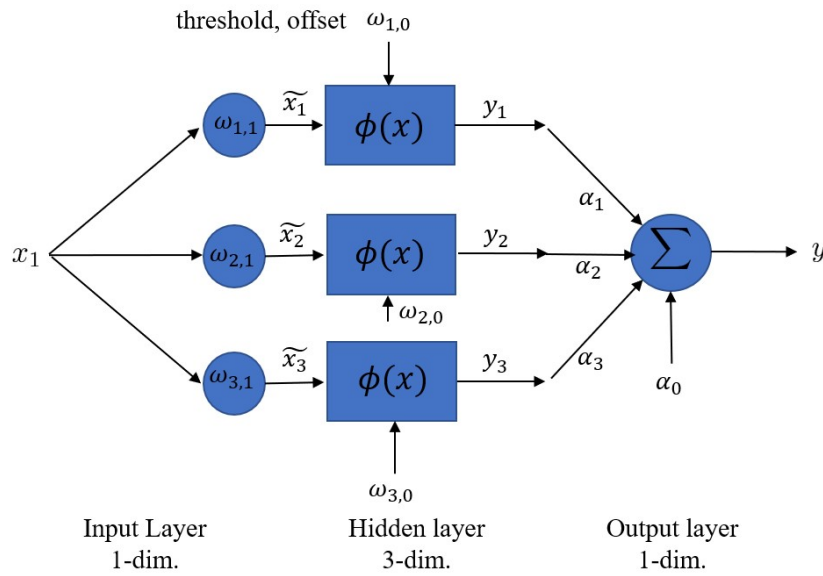 threshold, offset ω₁,₀
ω₁,₁ x̃₁ ϕ(x) y₁
α₁
x₁ ω₂,₁ x̃₂ ϕ(x) y₂ α₂ ∑ y
ω₂,₀
ω₃,₁ x̃₃ ϕ(x) y₃ α₃ α₀
ω₃,₀
Input Layer Hidden layer Output layer
1-dim. 3-dim. 1-dim.